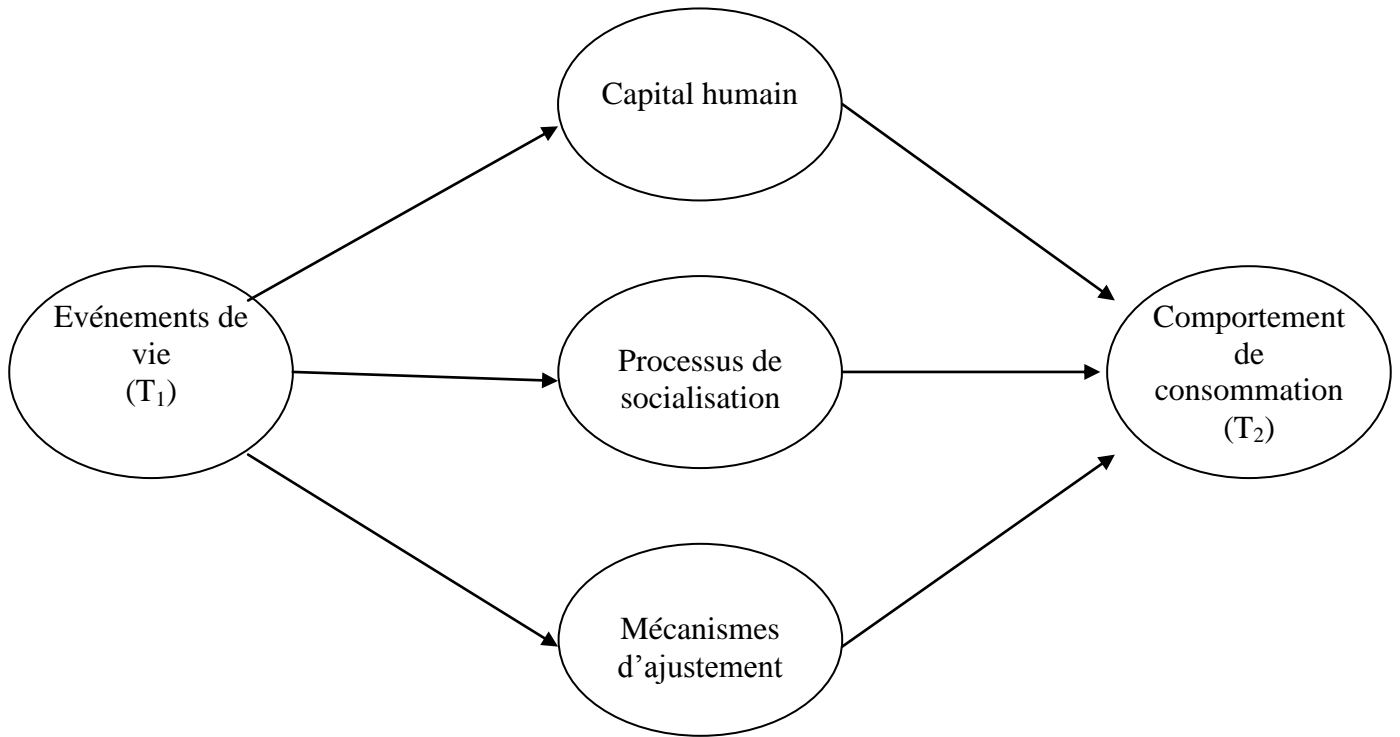 Capital humain
Evénements de
vie
(T₁)
Processus de
socialisation
Comportement
de
consommation
(T₂)
Mécanismes
d’ajustement